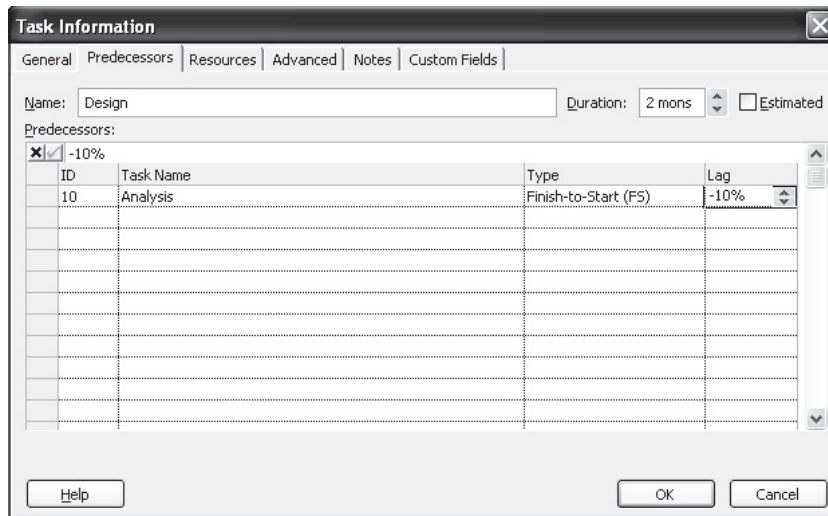 Task Information
General Predecessors Resources Advanced Notes Custom Fields
Name: Design Duration: 2 mons Estimated
Predecessors:
-10%
ID Task Name Type Lag
10 Analysis Finish-to-Start (FS) -10%
Help OK Cancel